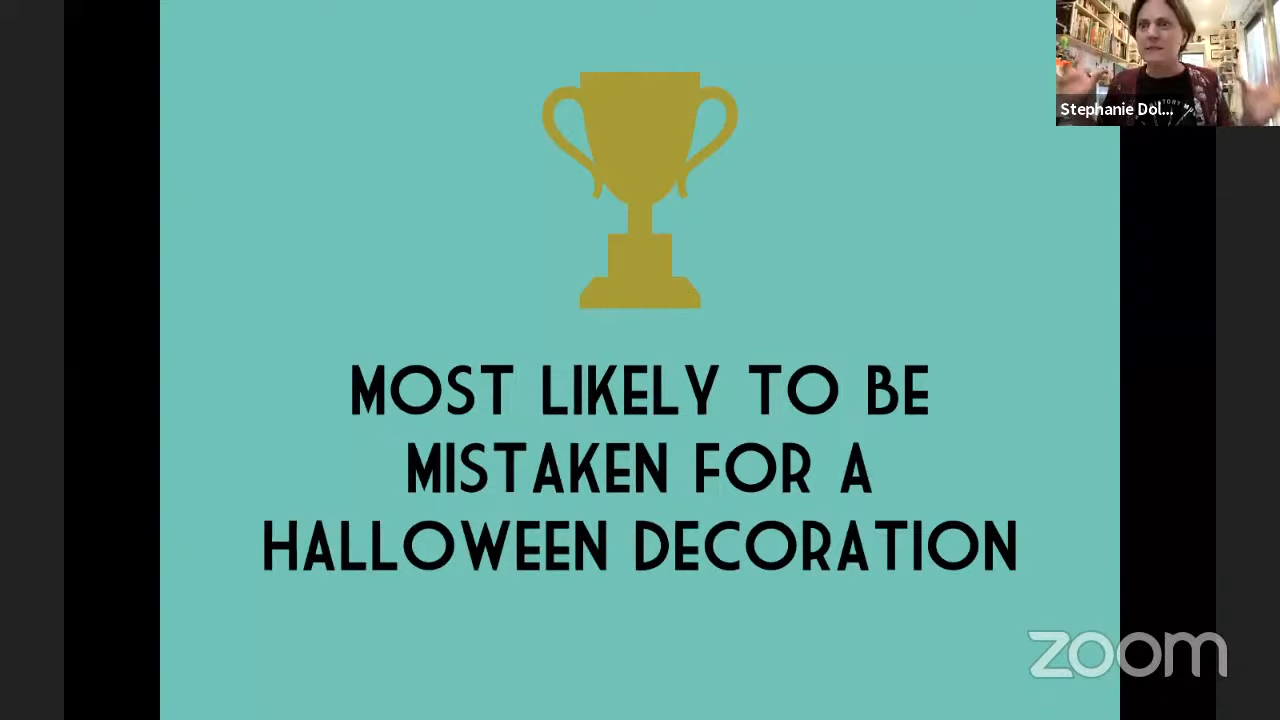 Stephanie Dol...
MOST LIKELY TO BE
MISTAKEN FOR A
HALLOWEEN DECORATION
zoom